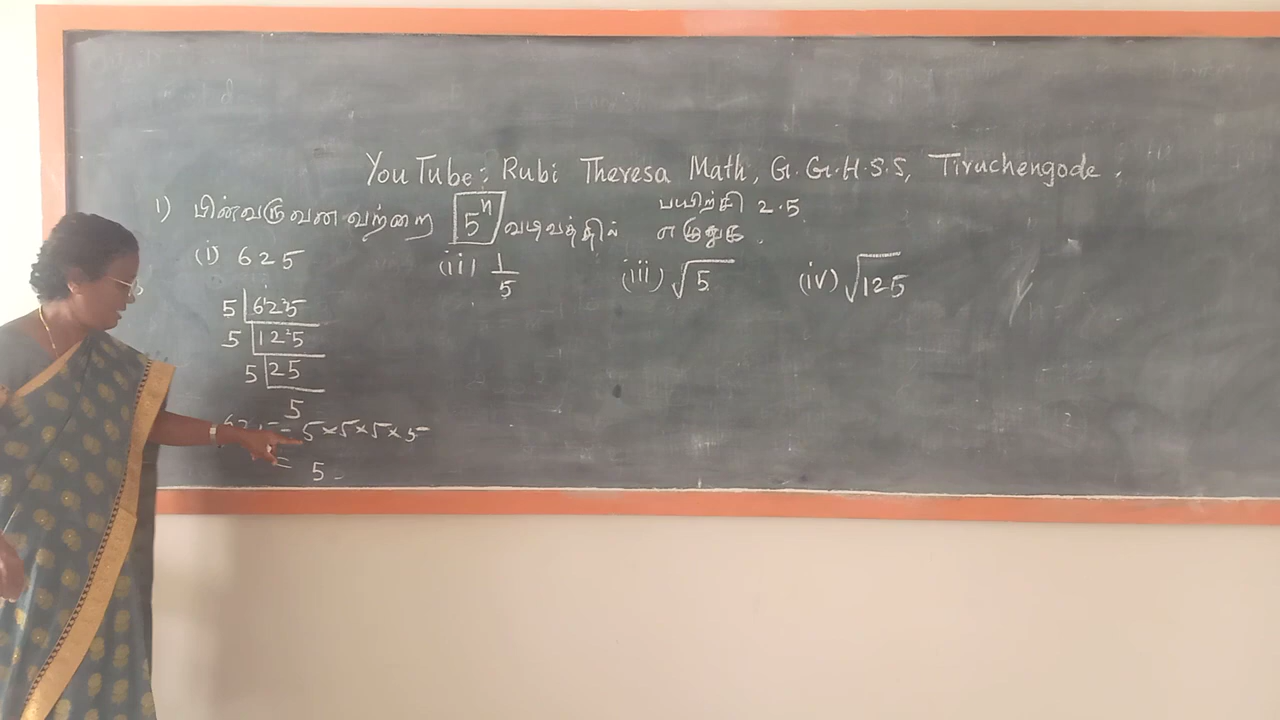 YouTube: Rubi Theresa Math, G.G.H.S.S, Tiruchengode.
பயிற்சி 2.5
1) பின்வருவனவற்றை 5ⁿ வடிவத்தில் எழுதுக.
(i) 625 (ii) 1/5 (iii) √5 (iv) √125
5 | 625
5 | 125
5 | 25
5
= 5×5×5×5
= 5